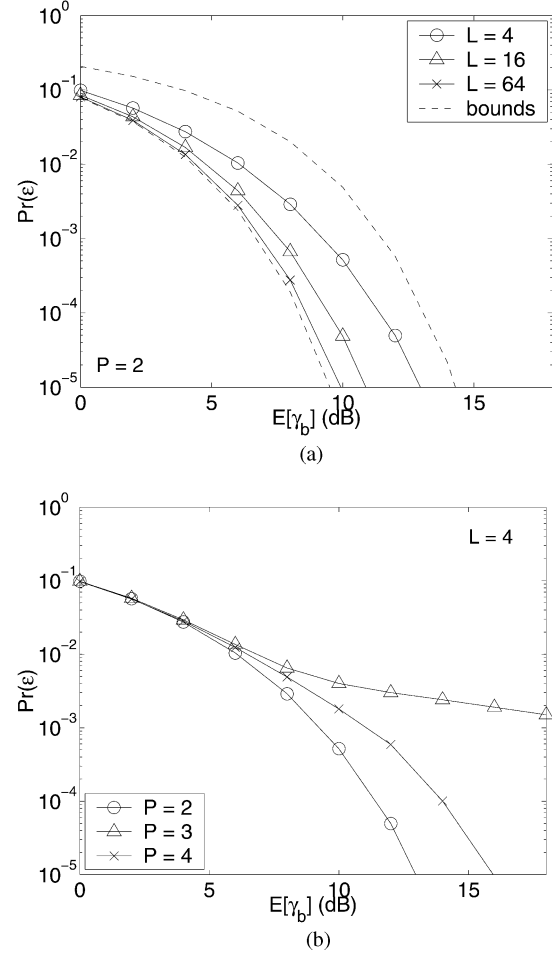 10^0
10^-1
10^-2
10^-3
10^-4
10^-5
Pr(ε)
L = 4
L = 16
L = 64
bounds
P = 2
0 5 10 15
E[γ_b] (dB)
(a)
10^0
10^-1
10^-2
10^-3
10^-4
10^-5
Pr(ε)
L = 4
P = 2
P = 3
P = 4
0 5 10 15
E[γ_b] (dB)
(b)